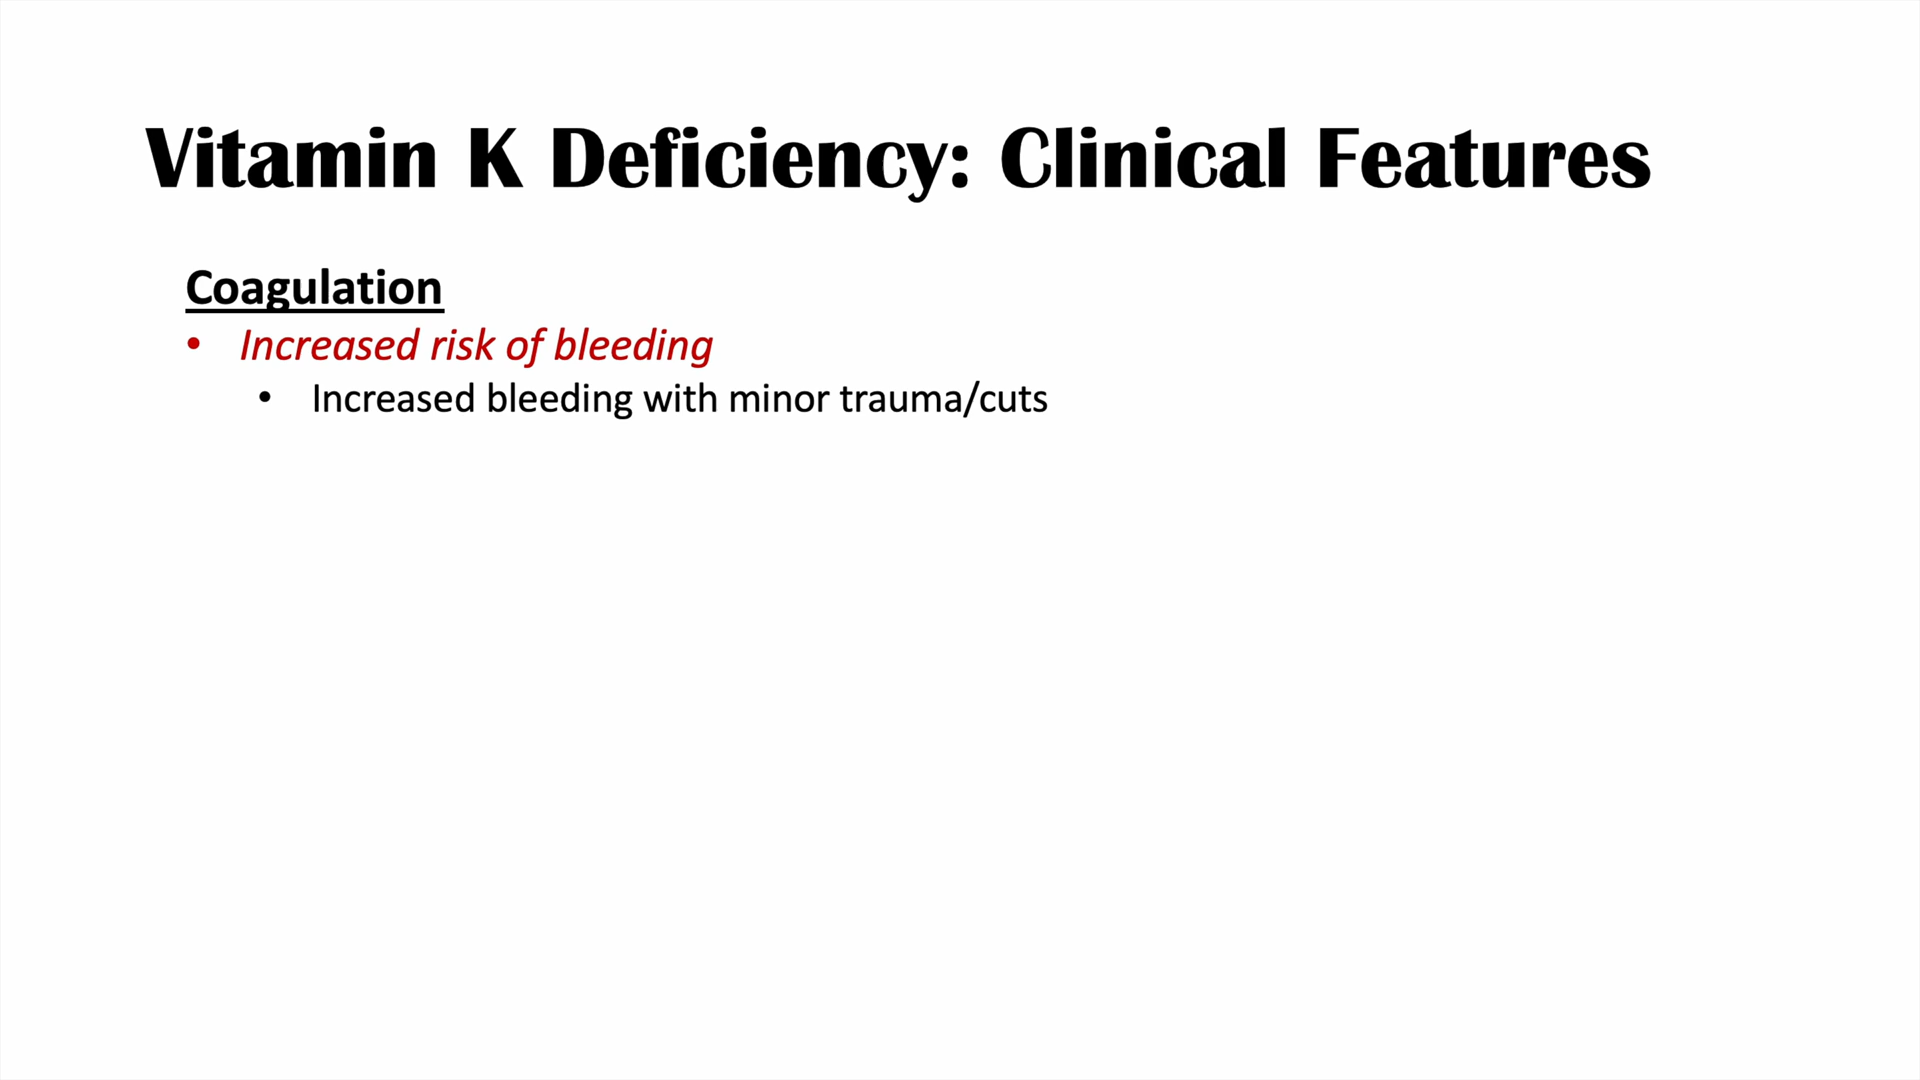 Vitamin K Deficiency: Clinical Features
Coagulation
• Increased risk of bleeding
• Increased bleeding with minor trauma/cuts